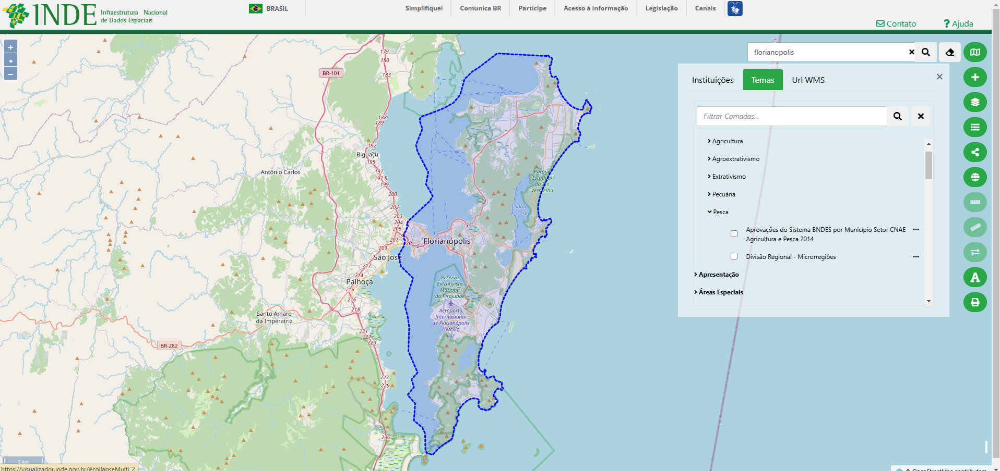 INDE
Infraestrutura Nacional
de Dados Espaciais
BRASIL
Simplifique!
Comunica BR
Participe
Acesso à informação
Legislação
Canais
Contato
? Ajuda
florianopolis
Instituições
Temas
Url WMS
Filtrar Camadas...
Agricultura
Agroextrativismo
Extrativismo
Pecuária
Pesca
Aprovações do Sistema BNDES por Município Setor CNAE
Agricultura e Pesca 2014
Divisão Regional - Microrregiões
Apresentação
Áreas Especiais
179
180
BR-101
183
188
189
192
Biguaçu
195
Antônio Carlos
197
197 B
199
200
202
203
204
205
207
3B
2
1
Florianópolis
209
São José
212
214
Palhoça
216
216
218
Santo Amaro
da Imperatriz
221
221
223
BR-282
227
229
236
Parque
Estadual
do Rio
Vermelho
Lagoa
de Fora
Reserva
Extrativista
Marinha
do Pirajubaé
Aeroporto
Internacional
de Florianópolis
Hercílio
Luz
5 km
https://visualizador.inde.gov.br/#collapseMulti_2
© OpenStreetMap contributors